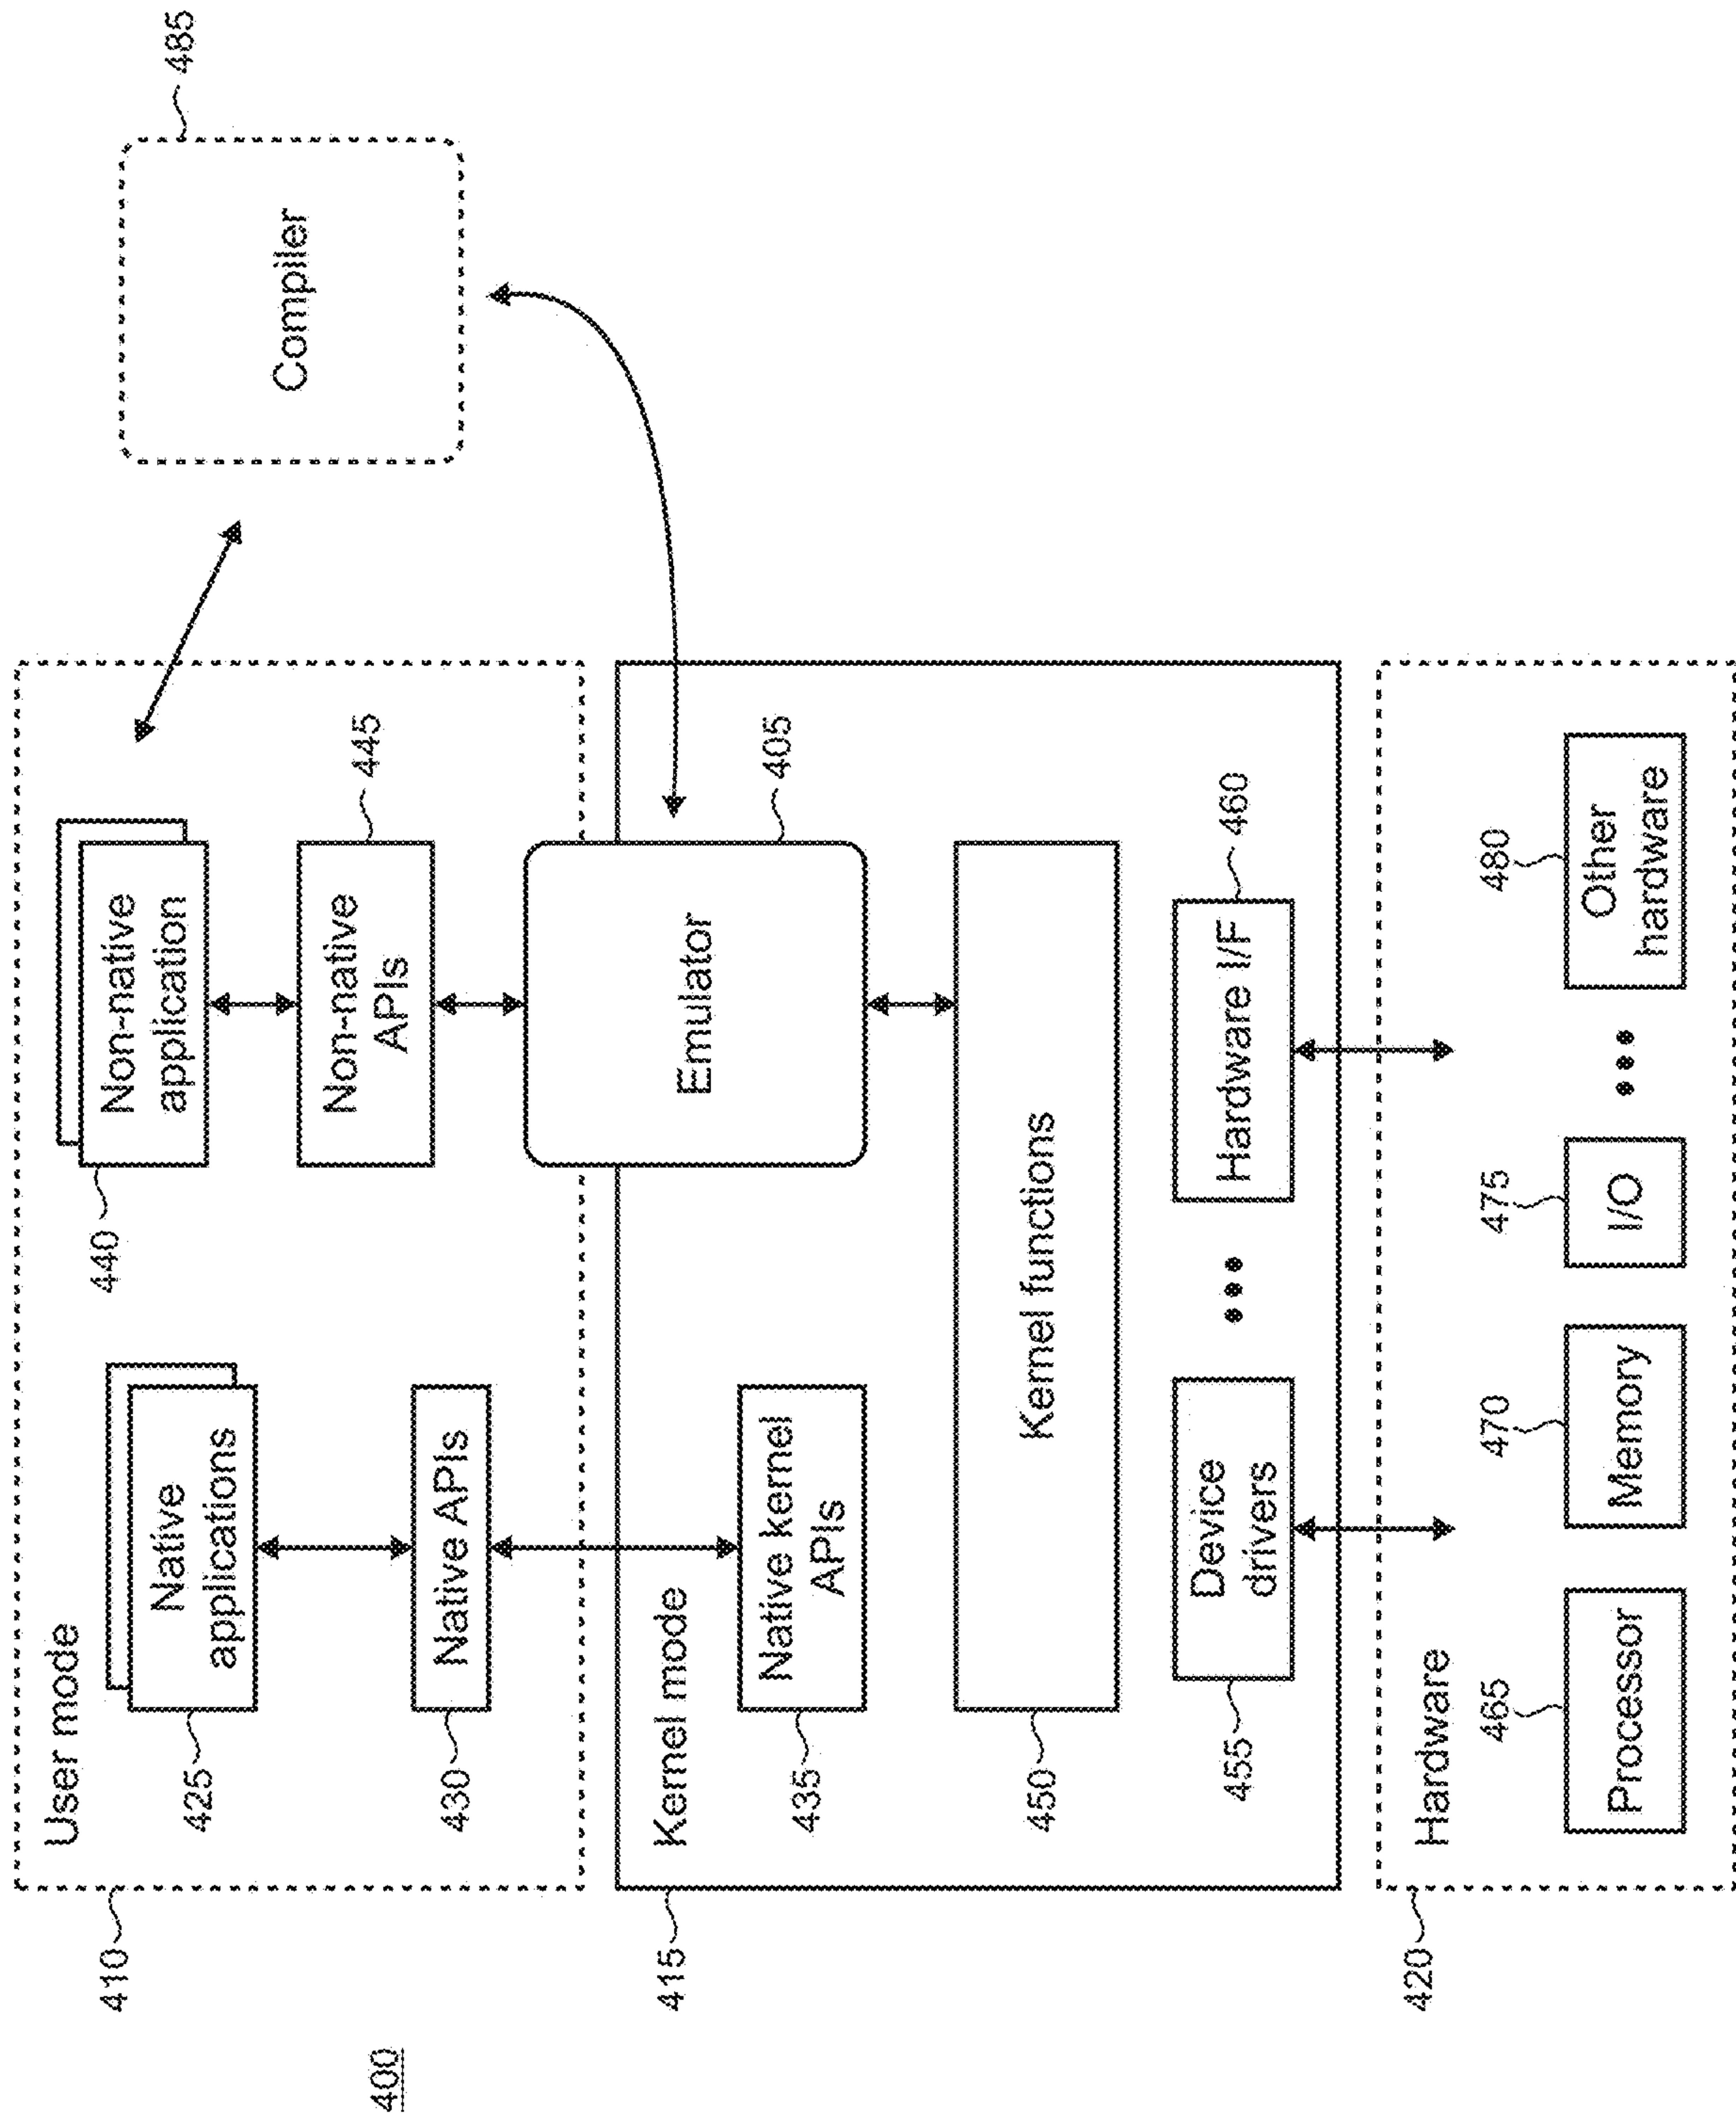 400
410
User mode
440
Non-native
application
425
Native
applications
485
Compiler
445
Non-native
APIs
430
Native APIs
415
Kernel mode
405
Emulator
435
Native kernel
APIs
450
Kernel functions
455
Device
drivers
•••
460
Hardware I/F
420
Hardware
465
Processor
470
Memory
475
I/O
•••
480
Other
hardware